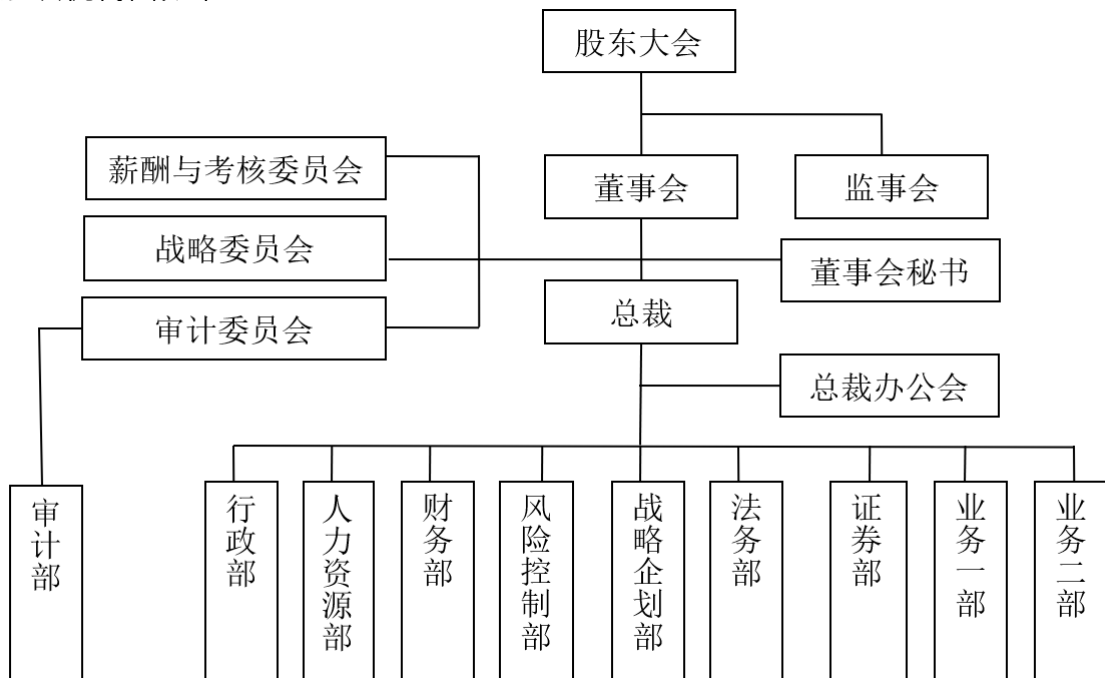 股东大会
薪酬与考核委员会
董事会
监事会
战略委员会
董事会秘书
审计委员会
总裁
总裁办公会
审计部
行政部
人力资源部
财务部
风险控制部
战略企划部
法务部
证券部
业务一部
业务二部